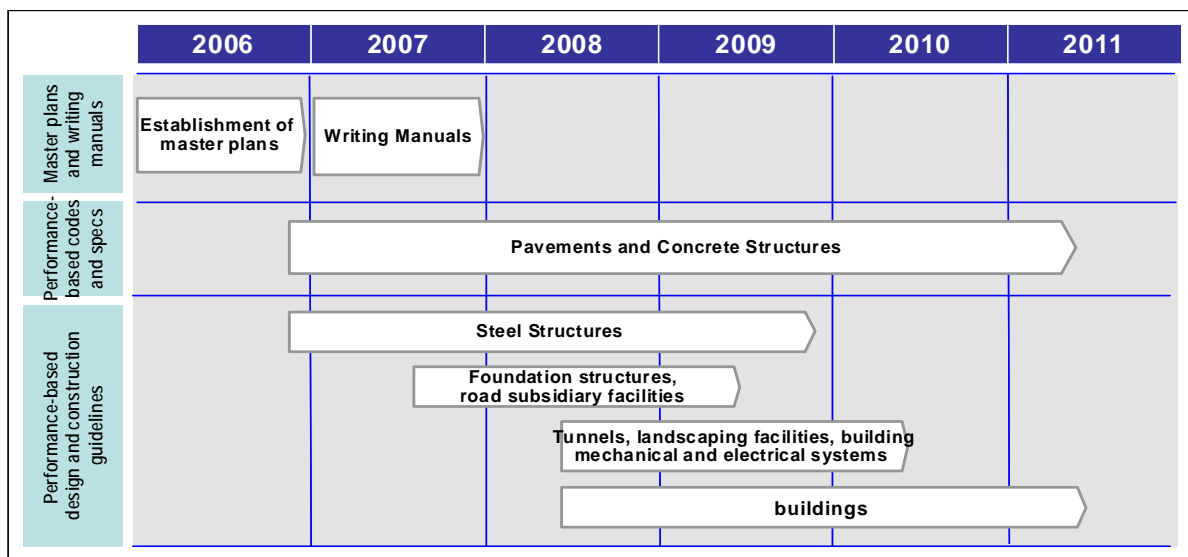 2006 2007 2008 2009 2010 2011
Master plans
and writing
manuals
Establishment of
master plans
Writing Manuals
Performance-
based codes
and specs
Pavements and Concrete Structures
Performance-based
design and construction
guidelines
Steel Structures
Foundation structures,
road subsidiary facilities
Tunnels, landscaping facilities, building
mechanical and electrical systems
buildings